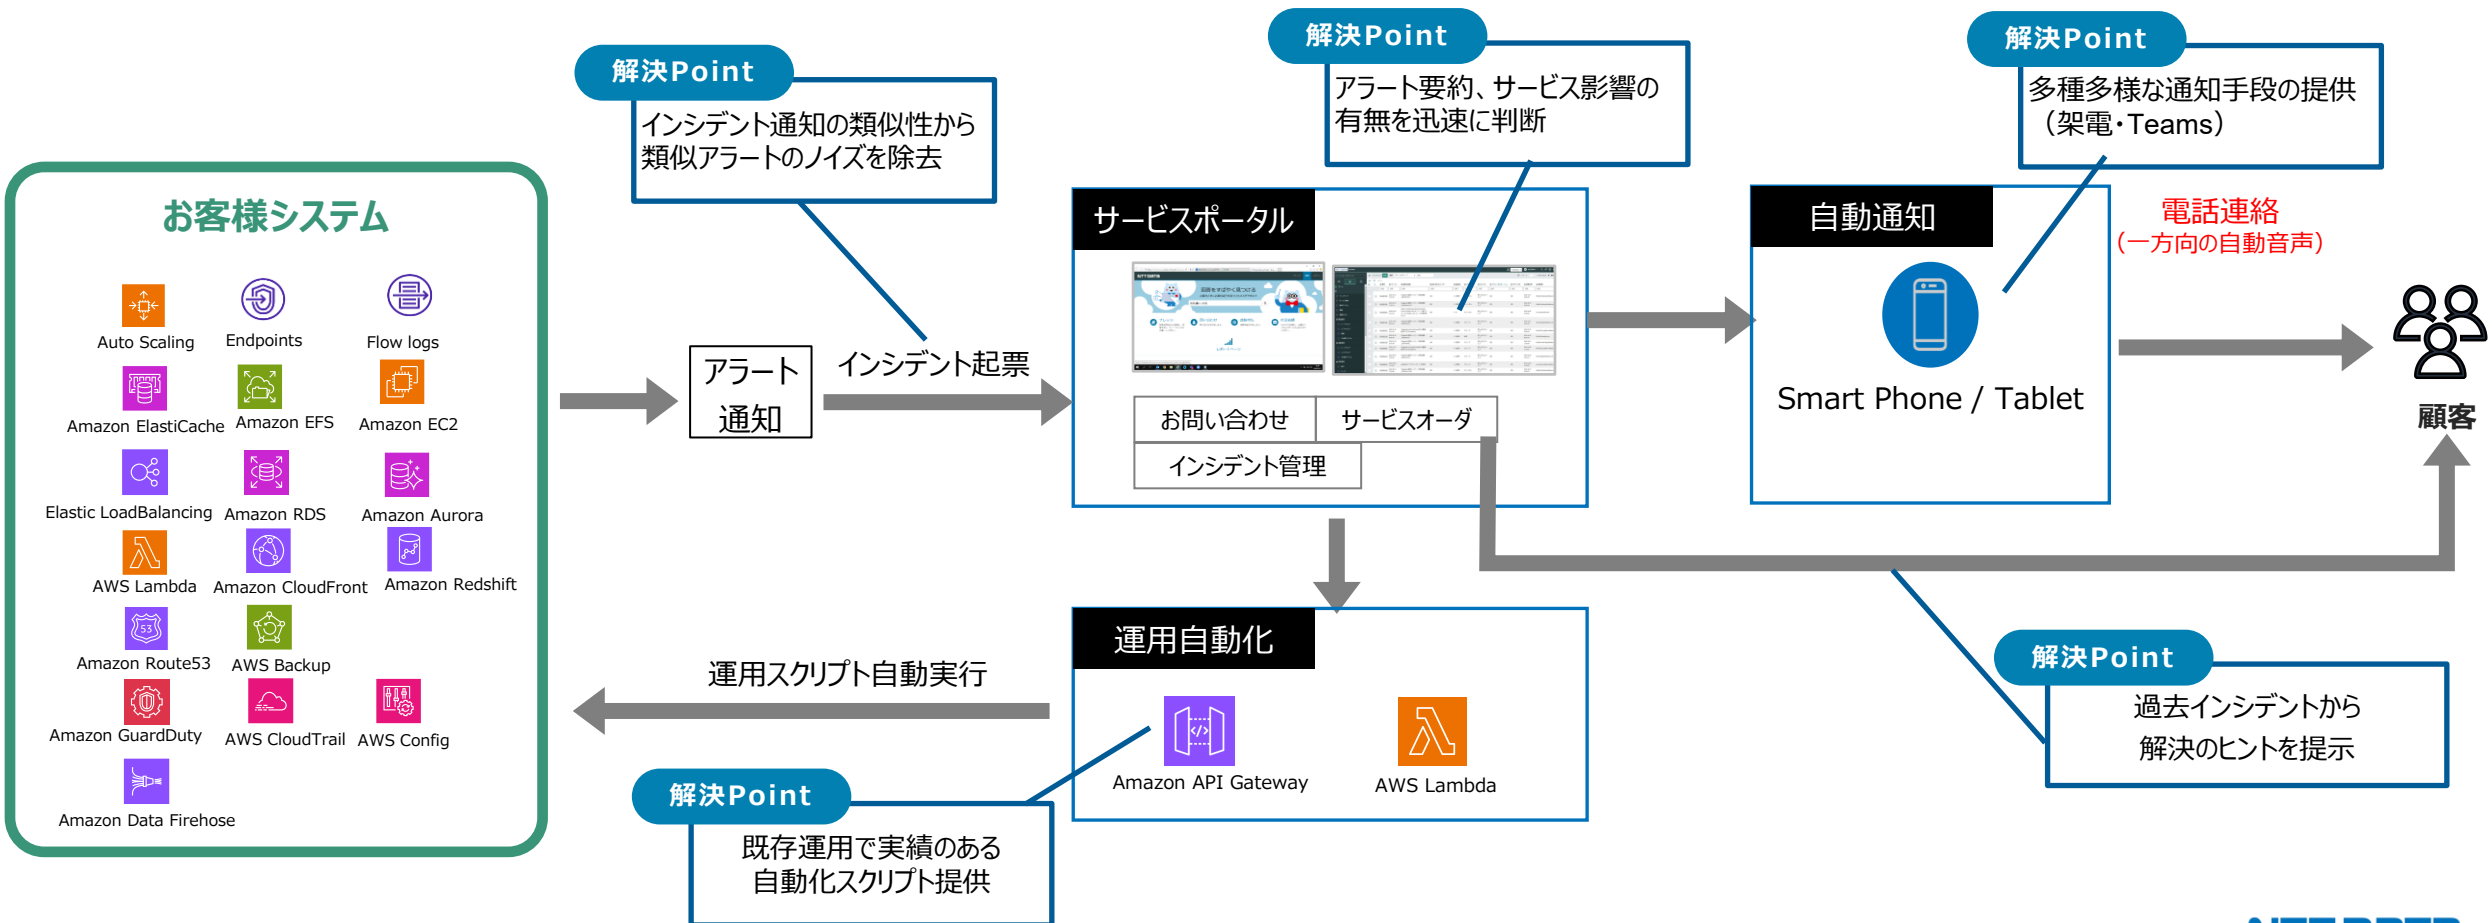 解決Point
インシデント通知の類似性から
類似アラートのノイズを除去
解決Point
アラート要約、サービス影響の
有無を迅速に判断
解決Point
多種多様な通知手段の提供
（架電・Teams）
お客様システム
Auto Scaling
Endpoints
Flow logs
Amazon ElastiCache
Amazon EFS
Amazon EC2
Elastic LoadBalancing
Amazon RDS
Amazon Aurora
AWS Lambda
Amazon CloudFront
Amazon Redshift
53
Amazon Route53
AWS Backup
Amazon GuardDuty
AWS CloudTrail
AWS Config
Amazon Data Firehose
アラート
通知
インシデント起票
サービスポータル
回答をすばやく見つける
お問い合わせ
サービスオーダ
インシデント管理
自動通知
Smart Phone / Tablet
電話連絡
（一方向の自動音声）
顧客
運用スクリプト自動実行
運用自動化
Amazon API Gateway
AWS Lambda
解決Point
既存運用で実績のある
自動化スクリプト提供
解決Point
過去インシデントから
解決のヒントを提示